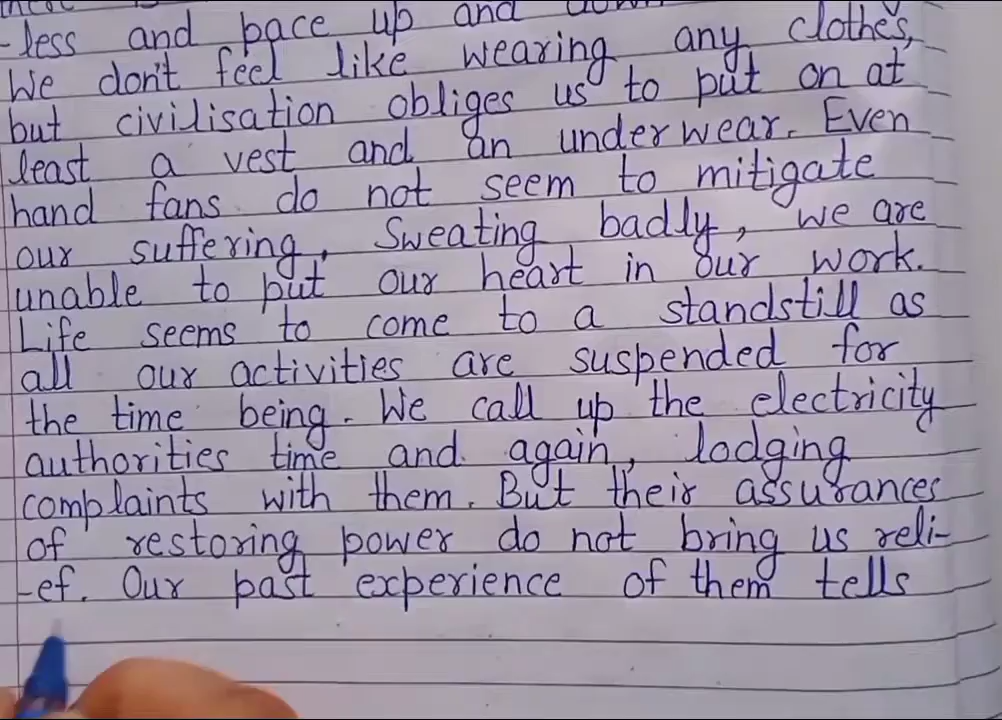 -less and pace up and down
We don't feel like wearing any clothes,
but civilisation obliges us to put on at
least a vest and an underwear. Even
hand fans do not seem to mitigate
our suffering. Sweating badly, we are
unable to put our heart in our work.
Life seems to come to a standstill as
all our activities are suspended for
the time being. We call up the electricity
authorities time and again, lodging
complaints with them. But their assurances
of restoring power do not bring us reli-
-ef. Our past experience of them tells